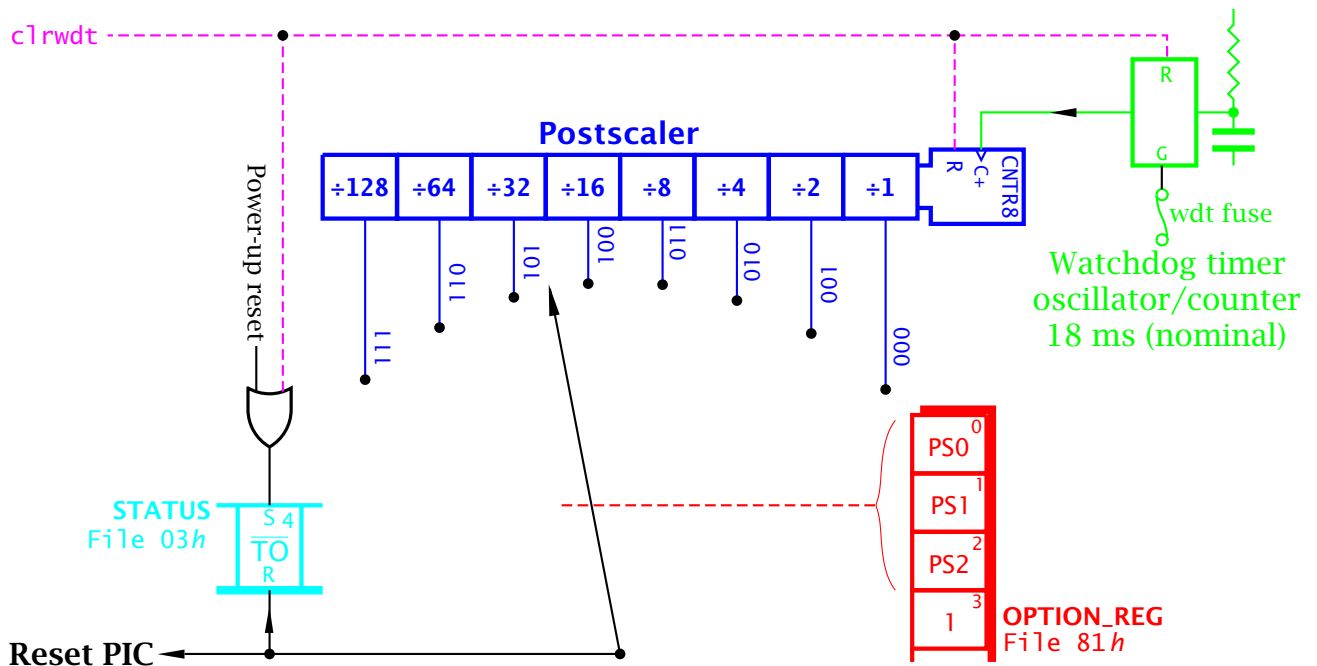 clrwdt
Postscaler
÷128
÷64
÷32
÷16
÷8
÷4
÷2
÷1
R
C+
CNTR8
R
G
wdt fuse
Watchdog timer
oscillator/counter
18 ms (nominal)
Power-up reset
111
011
101
001
110
010
100
000
STATUS
File 03h
S 4
TO
R
Reset PIC
PS0 0
PS1 1
PS2 2
1 3
OPTION_REG
File 81h